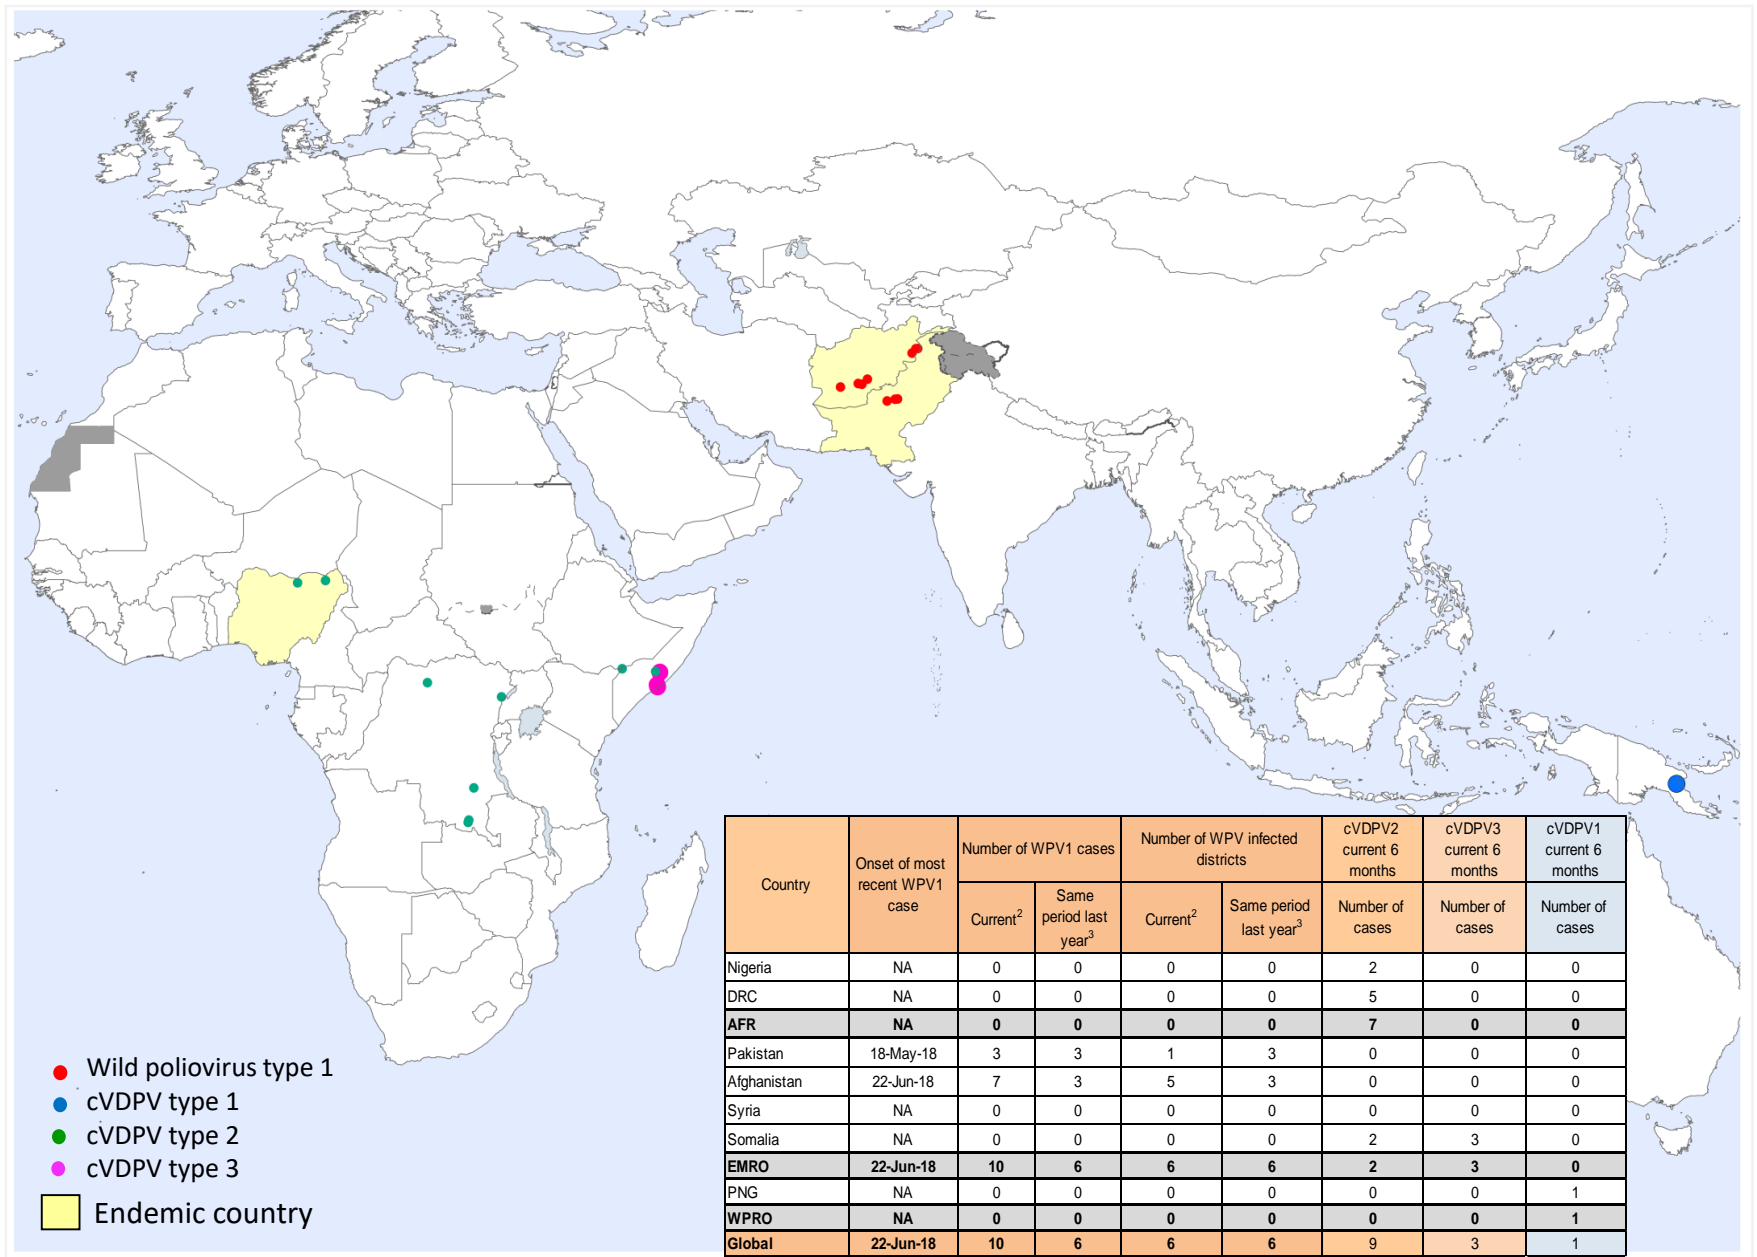 Wild poliovirus type 1
cVDPV type 1
cVDPV type 2
cVDPV type 3
Endemic country
Country | Onset of most recent WPV1 case | Number of WPV1 cases | Number of WPV infected districts | cVDPV2 current 6 months | cVDPV3 current 6 months | cVDPV1 current 6 months
Current2 | Same period last year3 | Current2 | Same period last year3 | Number of cases | Number of cases | Number of cases
Nigeria | NA | 0 | 0 | 0 | 0 | 2 | 0 | 0
DRC | NA | 0 | 0 | 0 | 0 | 5 | 0 | 0
AFR | NA | 0 | 0 | 0 | 0 | 7 | 0 | 0
Pakistan | 18-May-18 | 3 | 3 | 1 | 3 | 0 | 0 | 0
Afghanistan | 22-Jun-18 | 7 | 3 | 5 | 3 | 0 | 0 | 0
Syria | NA | 0 | 0 | 0 | 0 | 0 | 0 | 0
Somalia | NA | 0 | 0 | 0 | 0 | 2 | 3 | 0
EMRO | 22-Jun-18 | 10 | 6 | 6 | 6 | 2 | 3 | 0
PNG | NA | 0 | 0 | 0 | 0 | 0 | 0 | 1
WPRO | NA | 0 | 0 | 0 | 0 | 0 | 0 | 1
Global | 22-Jun-18 | 10 | 6 | 6 | 6 | 9 | 3 | 1